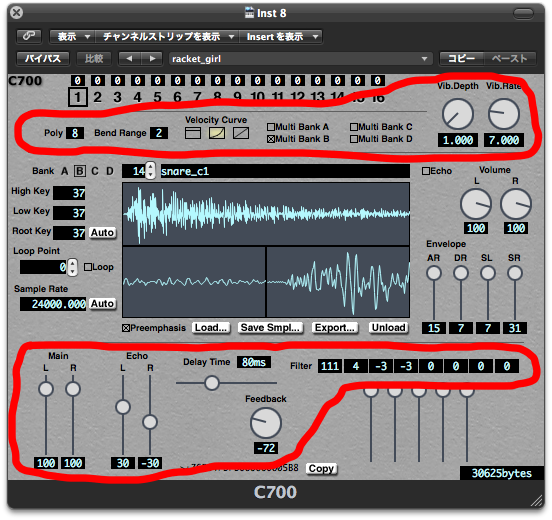 Inst 8
表示 チャンネルストリップを表示 Insert を表示
バイパス 比較 racket_girl コピー ペースト
C700 0 0 0 0 0 0 0 0 0 0 0 0 0 0 0 0
1 2 3 4 5 6 7 8 9 10 11 12 13 14 15 16
Vib.Depth Vib.Rate
1.000 7.000
Poly 8 Bend Range 2 Velocity Curve
Multi Bank A Multi Bank C
Multi Bank B Multi Bank D
Bank A B C D 14 snare_c1
Echo Volume
L R
100 100
High Key 37
Low Key 37
Root Key 37 Auto
Loop Point
0 Loop
Sample Rate
24000.000 Auto
Envelope
AR DR SL SR
15 7 7 31
Preemphasis Load... Save Smpl... Export... Unload
Main Echo
L R L R
100 100 30 -30
Delay Time 80ms
Feedback
-72
Filter 111 4 -3 -3 0 0 0 0
Copy
30625bytes
C700